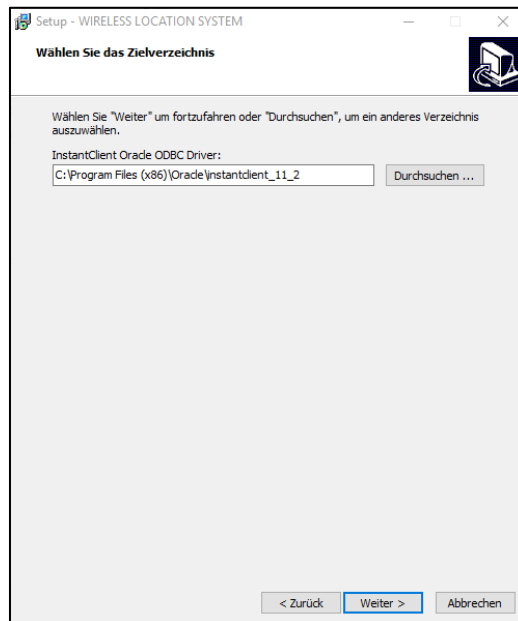 Setup - WIRELESS LOCATION SYSTEM
Wählen Sie das Zielverzeichnis
Wählen Sie "Weiter" um fortzufahren oder "Durchsuchen", um ein anderes Verzeichnis
auszuwählen.
InstantClient Oracle ODBC Driver:
C:\Program Files (x86)\Oracle\instantclient_11_2
Durchsuchen ...
< Zurück
Weiter >
Abbrechen